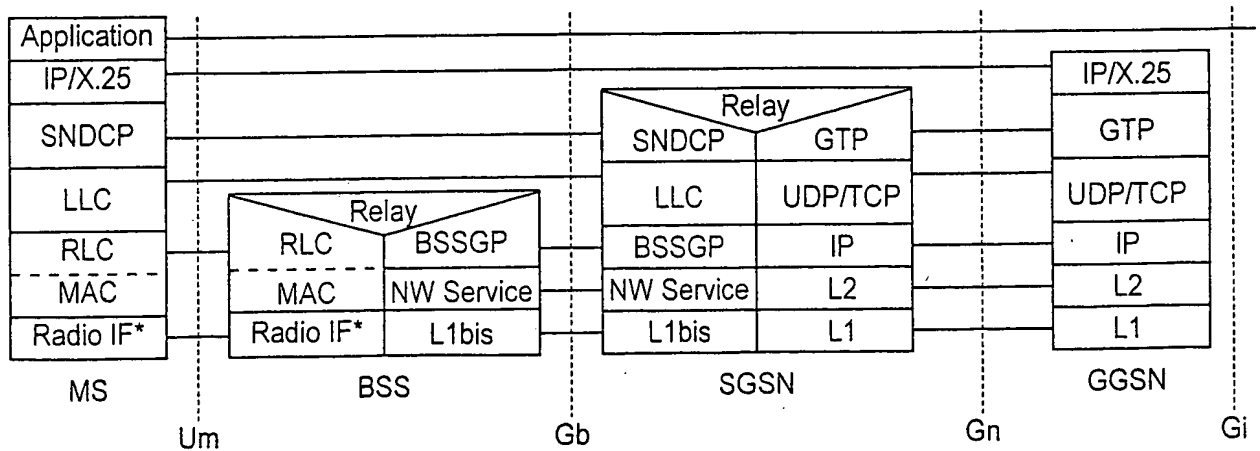 Application
IP/X.25
SNDCP
LLC
RLC
MAC
Radio IF*
MS
Um
Relay
RLC BSSGP
MAC NW Service
Radio IF* L1bis
BSS
Gb
Relay
SNDCP GTP
LLC UDP/TCP
BSSGP IP
NW Service L2
L1bis L1
SGSN
Gn
IP/X.25
GTP
UDP/TCP
IP
L2
L1
GGSN
Gi